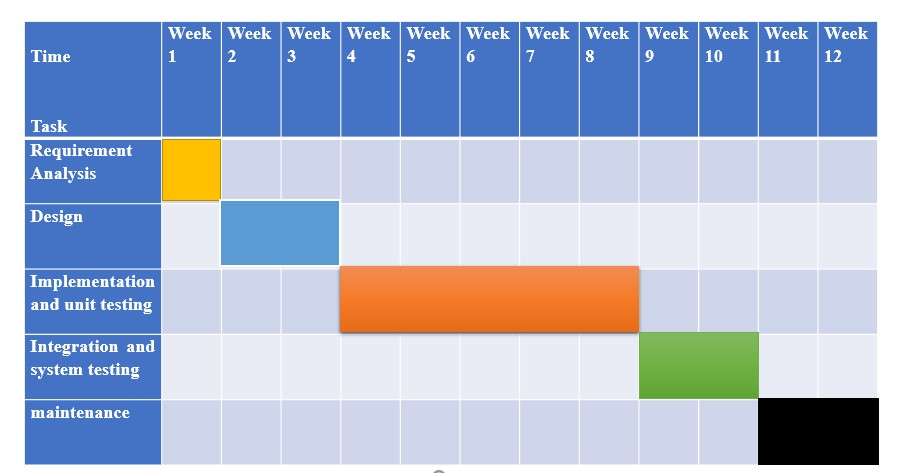 Time
Task
Week 1
Week 2
Week 3
Week 4
Week 5
Week 6
Week 7
Week 8
Week 9
Week 10
Week 11
Week 12
Requirement
Analysis
Design
Implementation
and unit testing
Integration and
system testing
maintenance